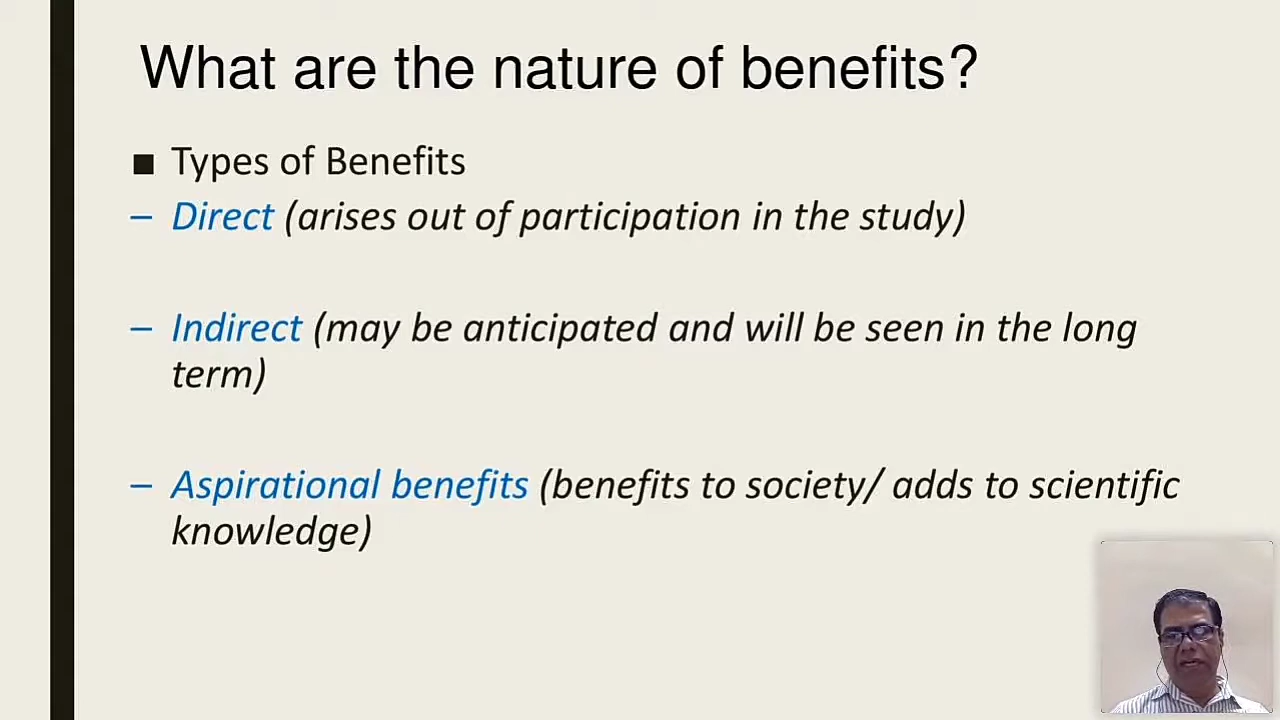 What are the nature of benefits?
■ Types of Benefits
– Direct (arises out of participation in the study)
– Indirect (may be anticipated and will be seen in the long
term)
– Aspirational benefits (benefits to society/ adds to scientific
knowledge)